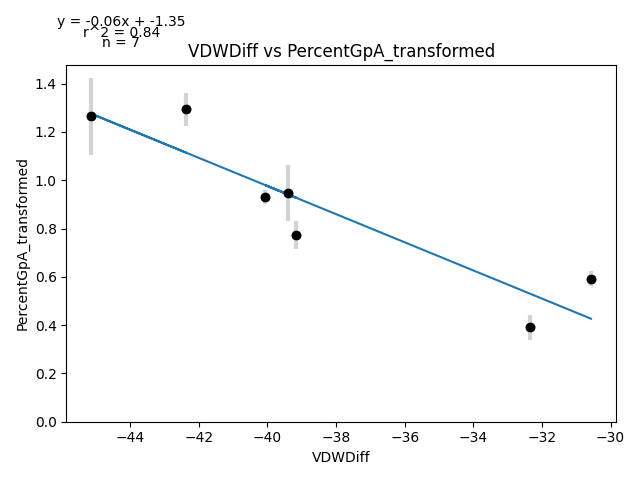 y = -0.06x + -1.35
r^2 = 0.84
n = 7
VDWDiff vs PercentGpA_transformed
PercentGpA_transformed
1.4
1.2
1.0
0.8
0.6
0.4
0.2
0.0
−44 −42 −40 −38 −36 −34 −32 −30
VDWDiff